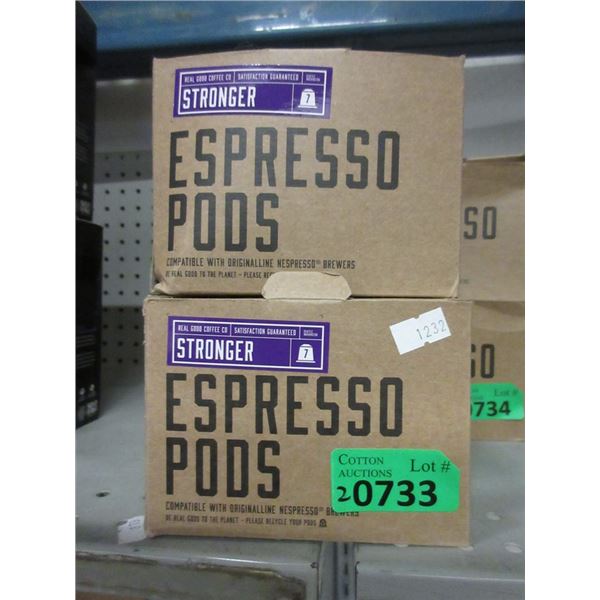 REAL GOOD COFFEE CO | SATISFACTION GUARANTEED
STRONGER
7
ESPRESSO
PODS
COMPATIBLE WITH ORIGINALLINE NESPRESSO® BREWERS
BE REAL GOOD TO THE PLANET - PLEASE
REAL GOOD COFFEE CO | SATISFACTION GUARANTEED
STRONGER
7
1232
ESPRESSO
PODS
COMPATIBLE WITH ORIGINALLINE NESPRESSO® BREWERS
BE REAL GOOD TO THE PLANET - PLEASE RECYCLE YOUR PODS
COTTON AUCTIONS Lot #
2 0733
SO
SO
Lot #
0734